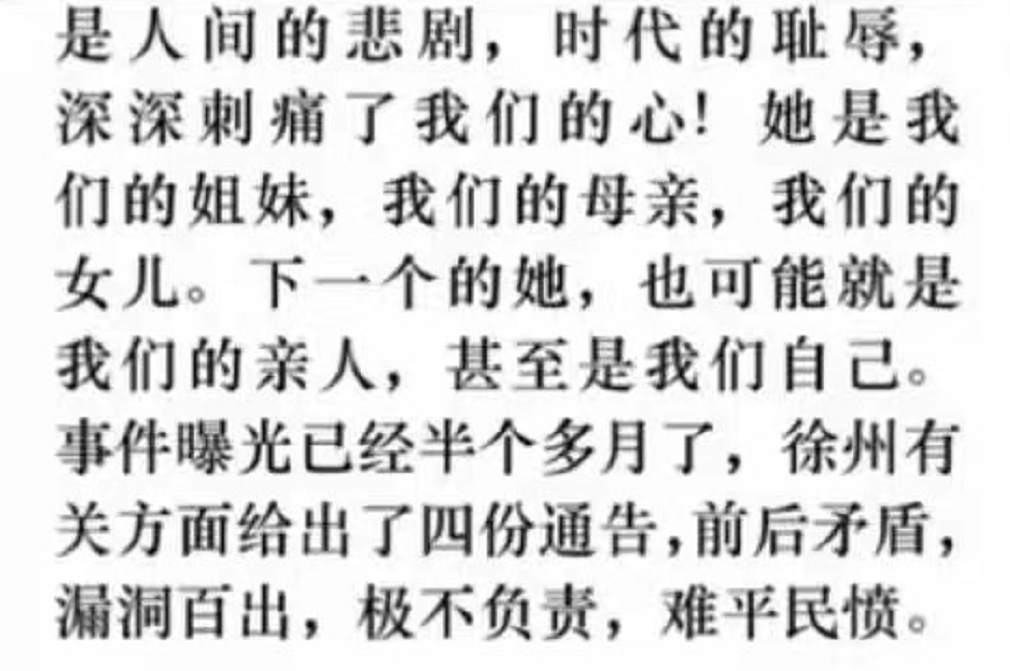 是人间的悲剧，时代的耻辱，
深深刺痛了我们的心！她是我
们的姐妹，我们的母亲，我们的
女儿。下一个的她，也可能就是
我们的亲人，甚至是我们自己。
事件曝光已经半个多月了，徐州有
关方面给出了四份通告,前后矛盾，
漏洞百出，极不负责，难平民愤。